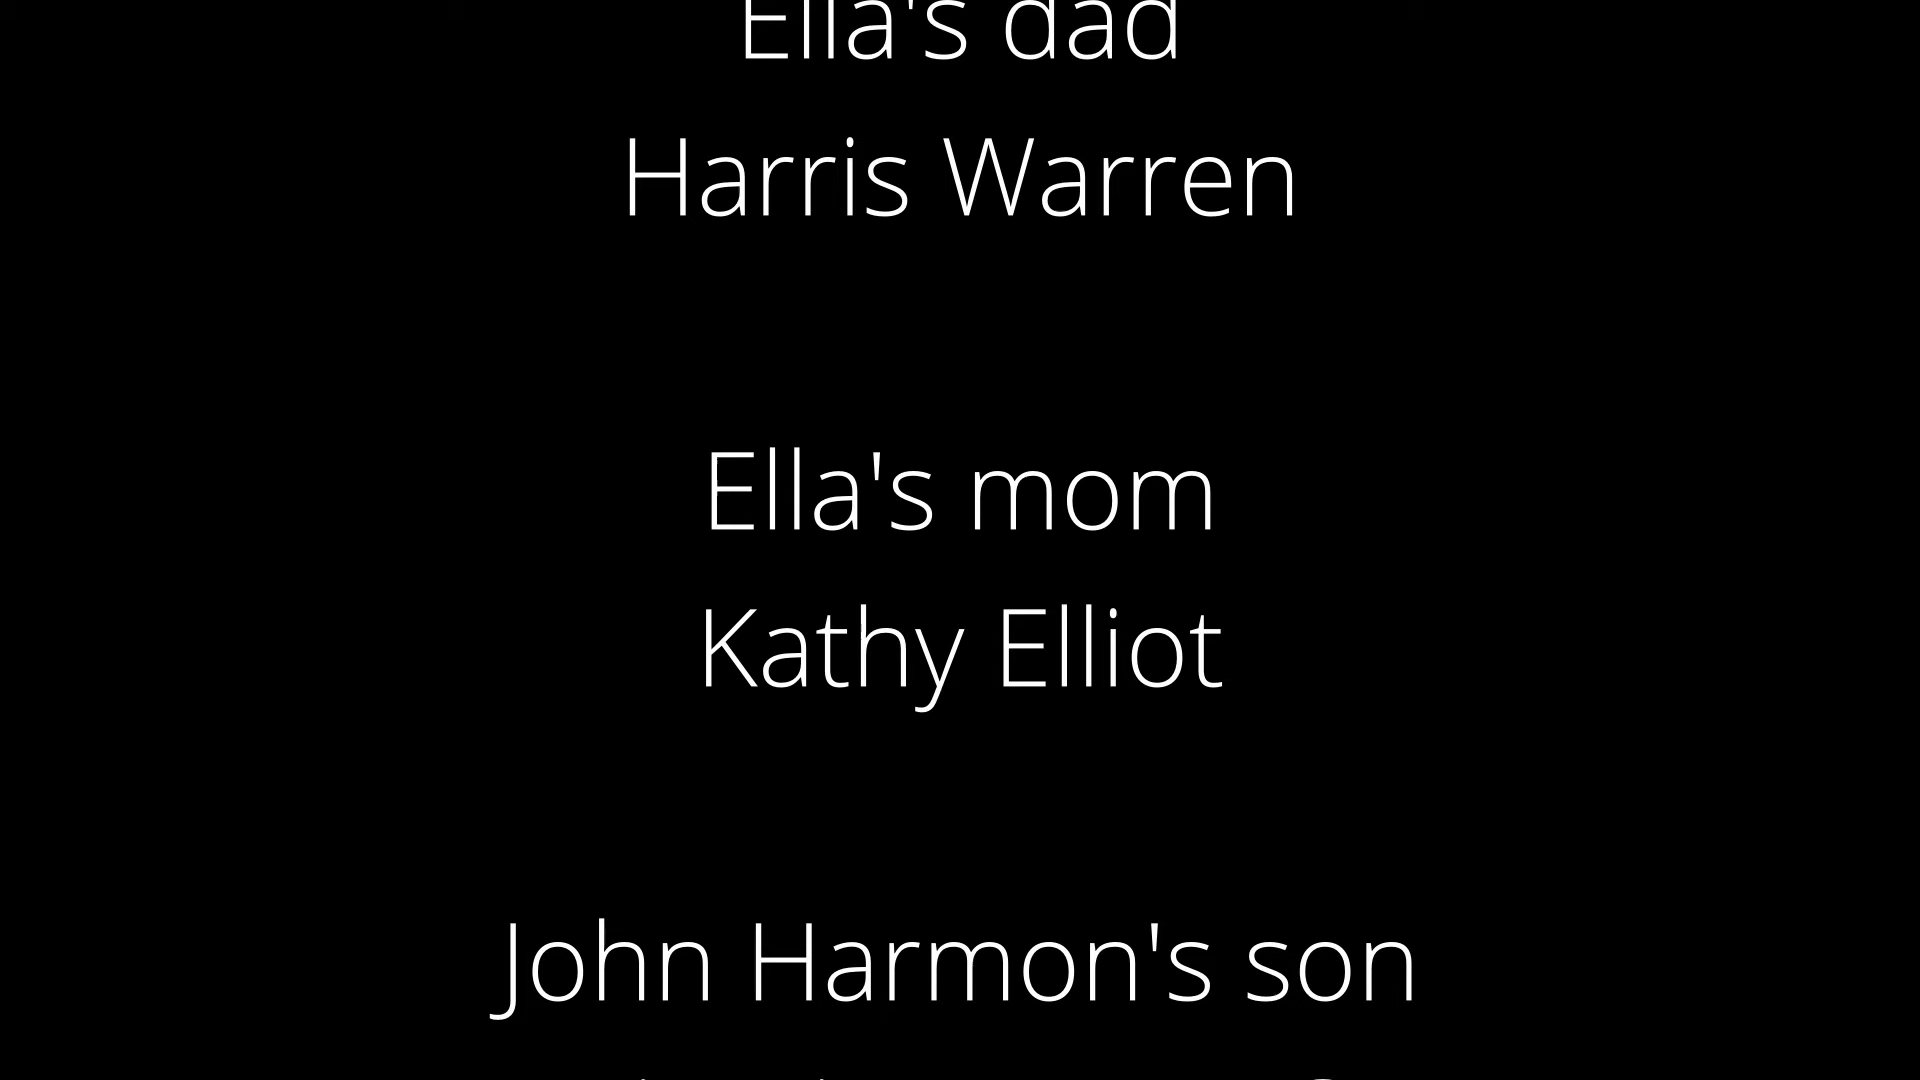 Ella's dad
Harris Warren
Ella's mom
Kathy Elliot
John Harmon's son